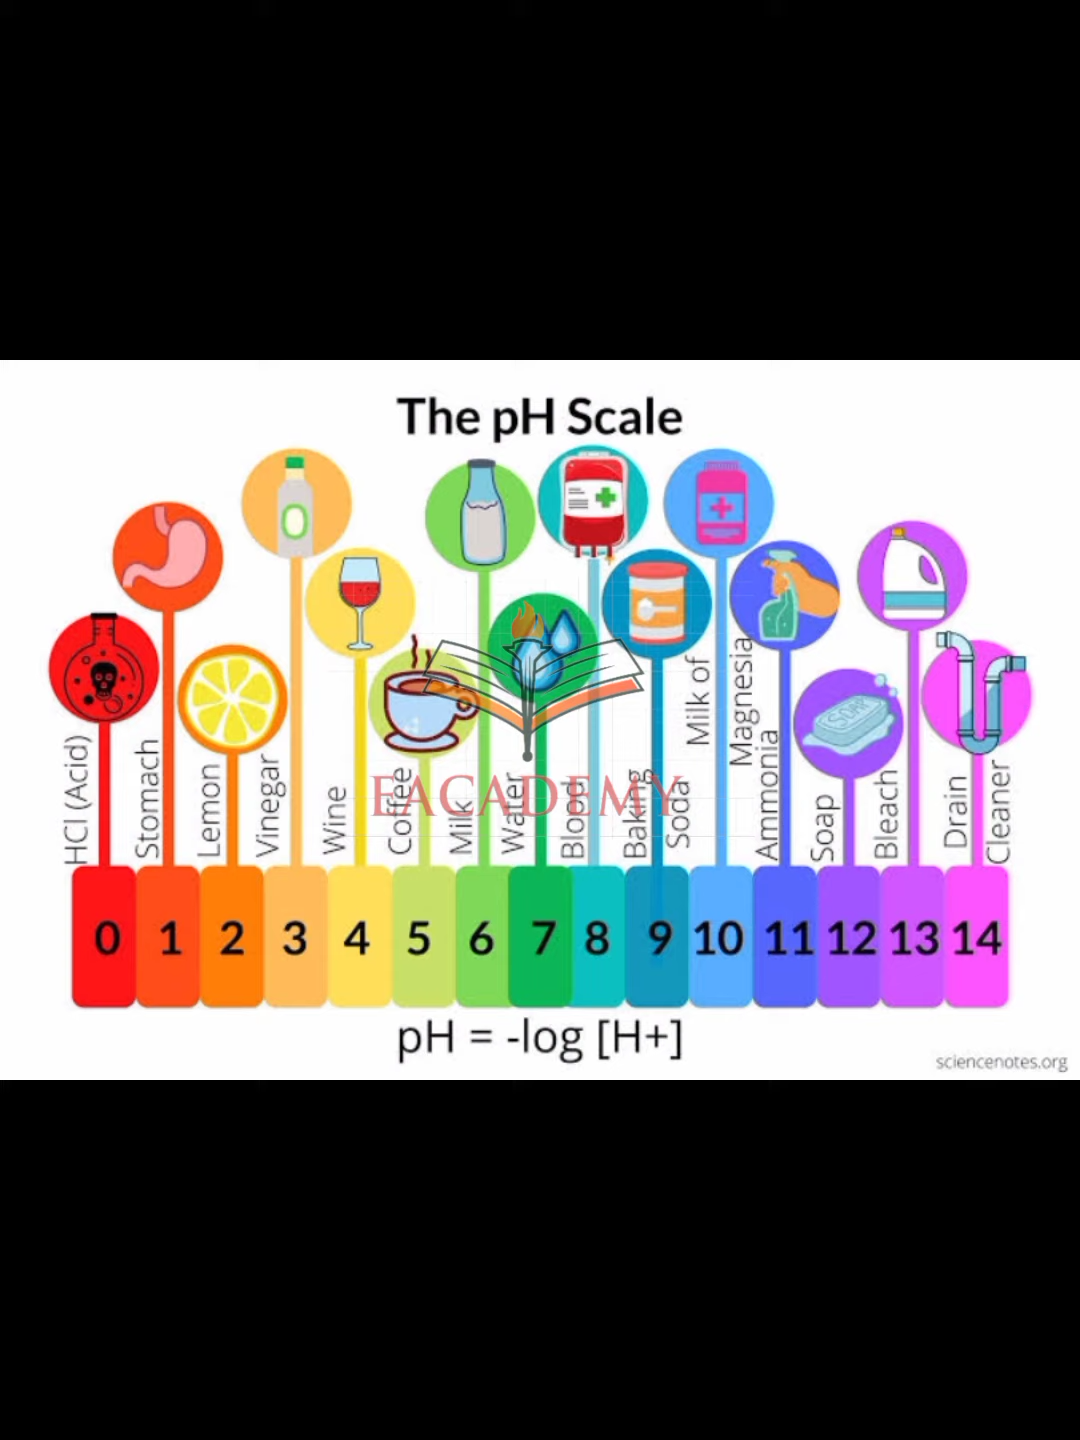 The pH Scale
HCl (Acid)
Stomach
Lemon
Vinegar
Wine
Coffee
Milk
Water
Blood
Baking
Soda
Milk of
Magnesia
Ammonia
Soap
Bleach
Drain
Cleaner
SOAP
EACADEMY
0 1 2 3 4 5 6 7 8 9 10 11 12 13 14
pH = -log [H+]
sciencenotes.org